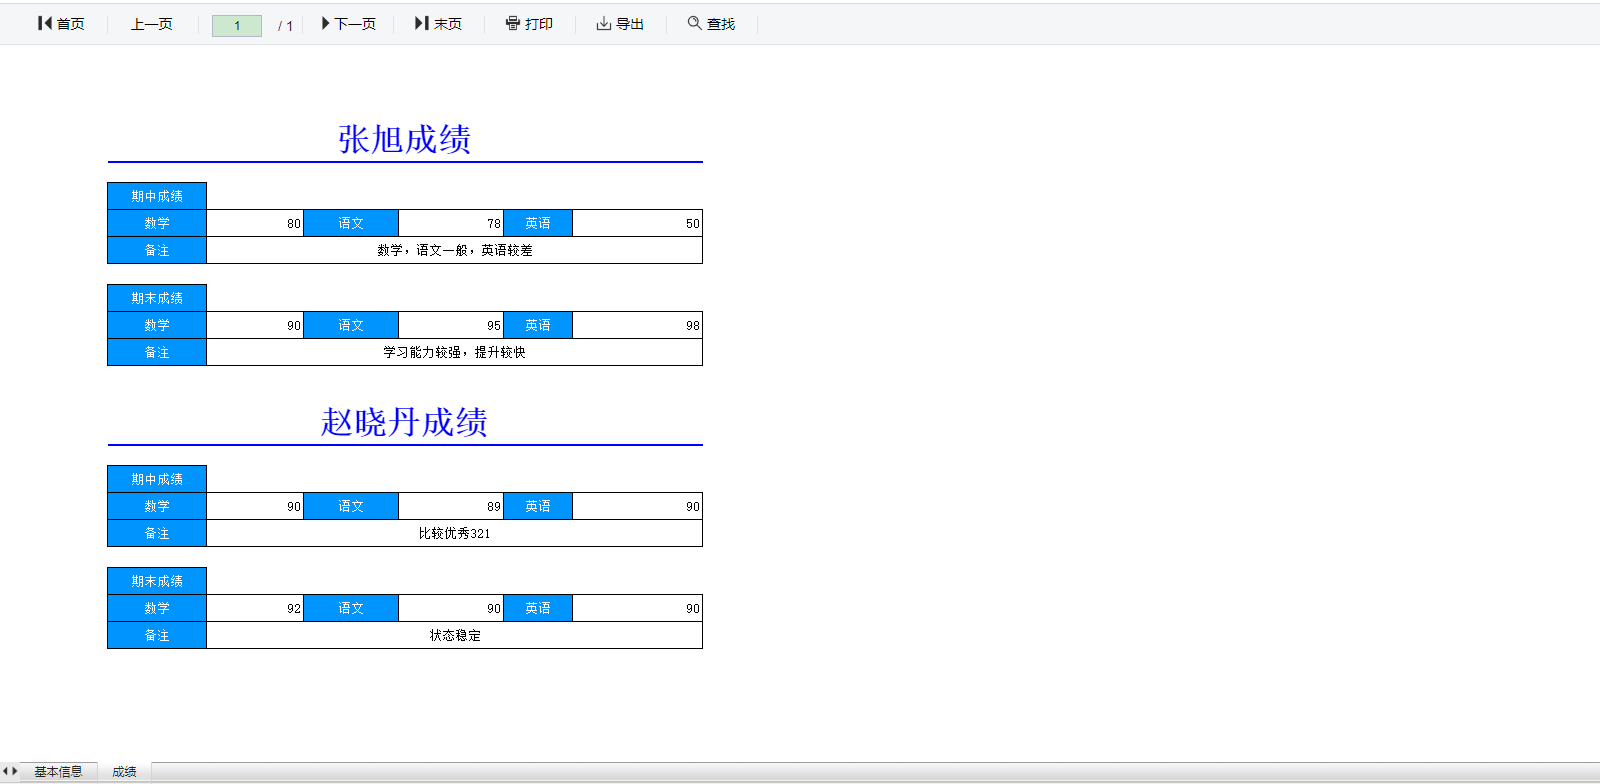 首页 上一页 1 / 1 下一页 末页 打印 导出 查找
张旭成绩
期中成绩
数学 80 语文 78 英语 50
备注 数学，语文一般，英语较差
期末成绩
数学 90 语文 95 英语 98
备注 学习能力较强，提升较快
赵晓丹成绩
期中成绩
数学 90 语文 89 英语 90
备注 比较优秀321
期末成绩
数学 92 语文 90 英语 90
备注 状态稳定
基本信息 成绩